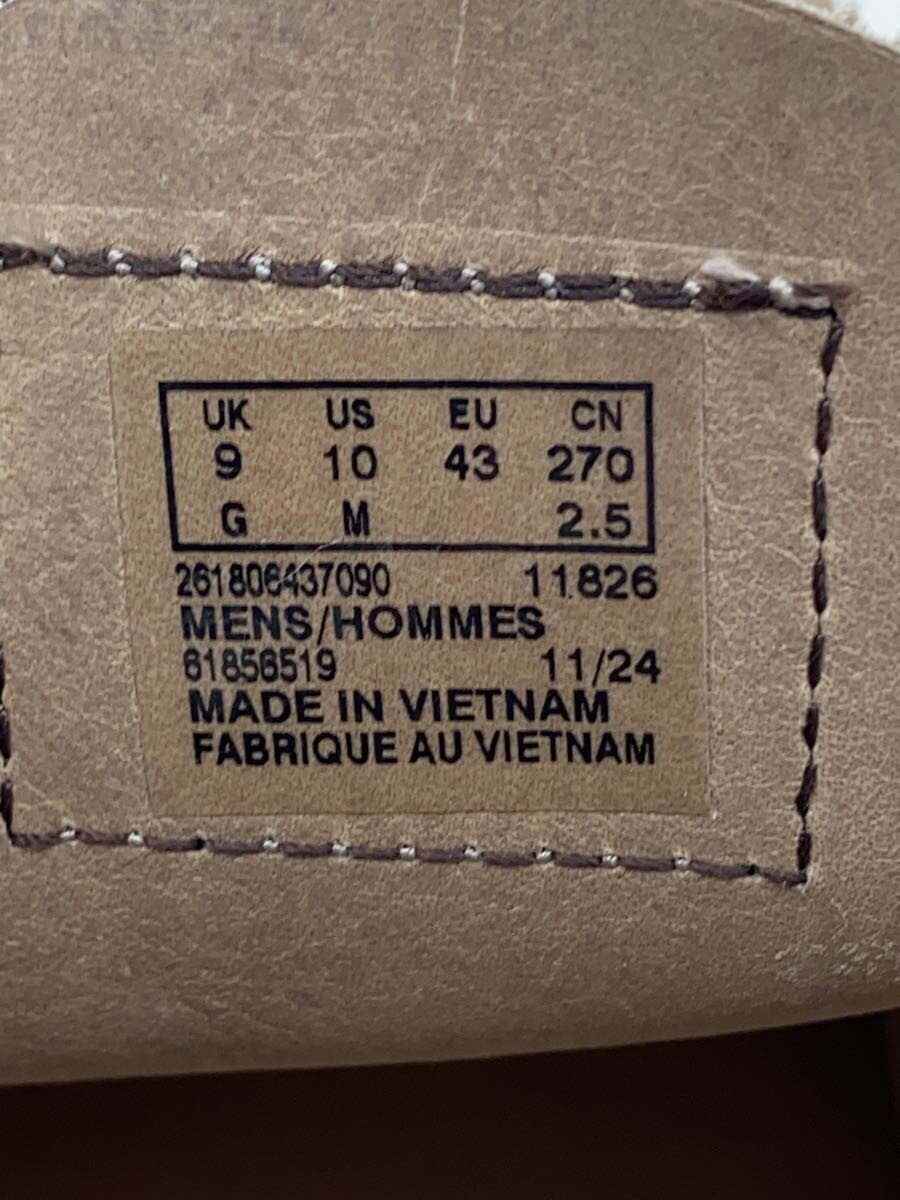 UK US EU CN
9 10 43 270
G M 2.5
261806437090 11826
MENS/HOMMES
61856519 11/24
MADE IN VIETNAM
FABRIQUE AU VIETNAM